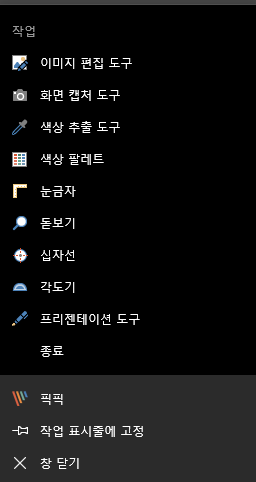 작업
이미지 편집 도구
화면 캡처 도구
색상 추출 도구
색상 팔레트
눈금자
돋보기
십자선
각도기
프리젠테이션 도구
종료
픽픽
작업 표시줄에 고정
창 닫기